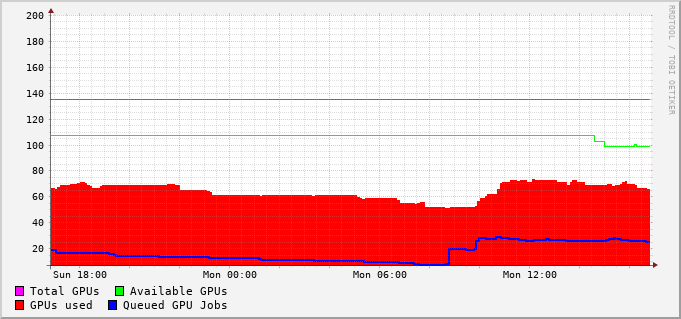 200
180
160
140
120
100
80
60
40
20
Sun 18:00 Mon 00:00 Mon 06:00 Mon 12:00
Total GPUs Available GPUs
GPUs used Queued GPU Jobs
RRDTOOL / TOBI OETIKER